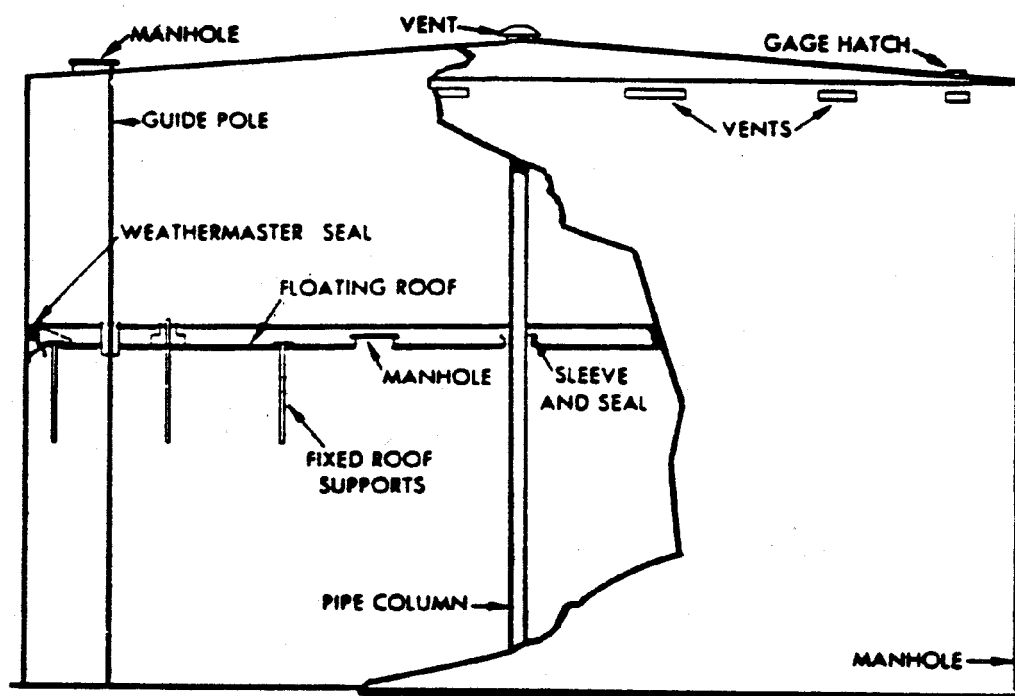 MANHOLE
VENT
GAGE HATCH
GUIDE POLE
VENTS
WEATHERMASTER SEAL
FLOATING ROOF
MANHOLE
SLEEVE
AND SEAL
FIXED ROOF
SUPPORTS
PIPE COLUMN
MANHOLE